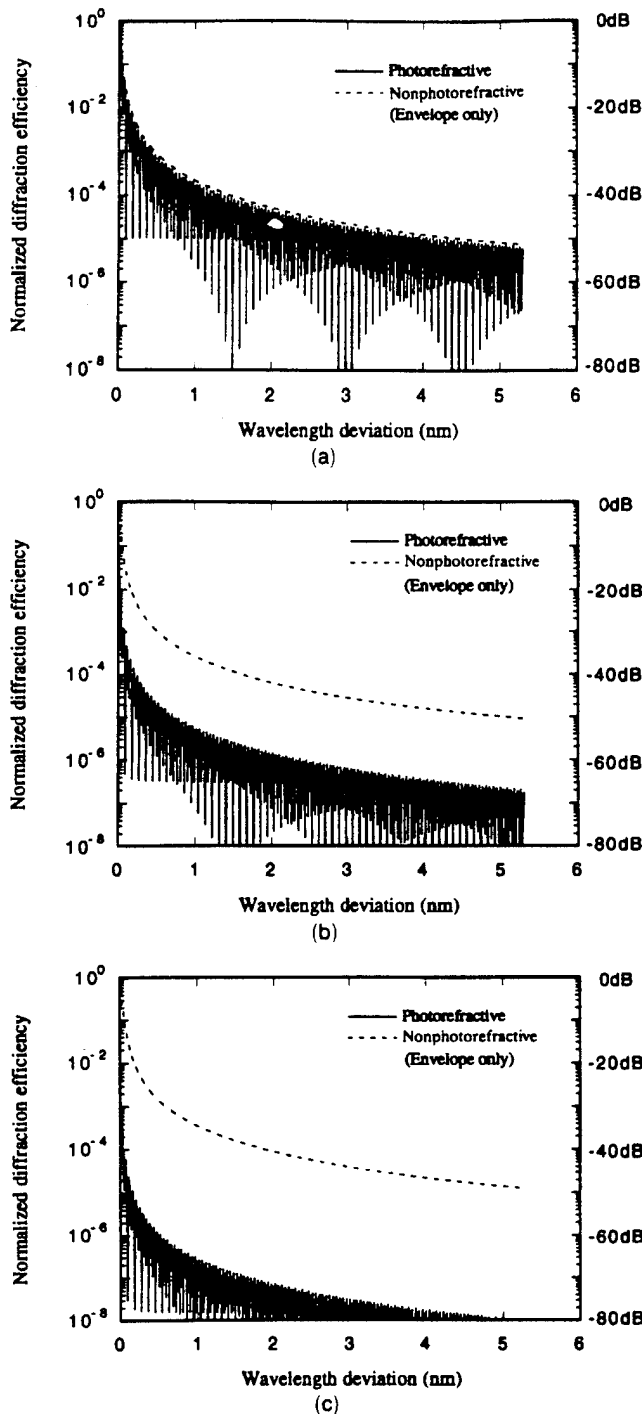 10^0
10^-2
10^-4
10^-6
10^-8
Normalized diffraction efficiency
0dB
-20dB
-40dB
-60dB
-80dB
Photorefractive
Nonphotorefractive
(Envelope only)
0 1 2 3 4 5 6
Wavelength deviation (nm)
(a)
10^0
10^-2
10^-4
10^-6
10^-8
Normalized diffraction efficiency
0dB
-20dB
-40dB
-60dB
-80dB
Photorefractive
Nonphotorefractive
(Envelope only)
0 1 2 3 4 5 6
Wavelength deviation (nm)
(b)
10^0
10^-2
10^-4
10^-6
10^-8
Normalized diffraction efficiency
0dB
-20dB
-40dB
-60dB
-80dB
Photorefractive
Nonphotorefractive
(Envelope only)
0 1 2 3 4 5 6
Wavelength deviation (nm)
(c)